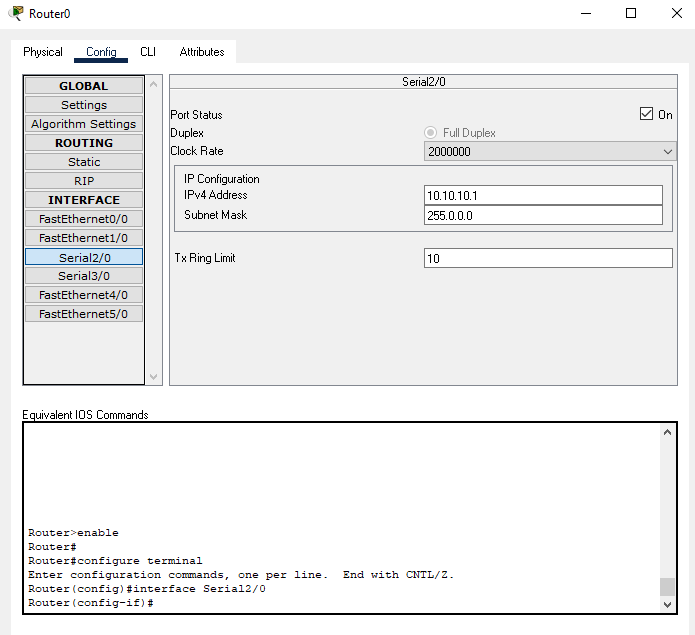 Router0
Physical Config CLI Attributes
GLOBAL
Settings
Algorithm Settings
ROUTING
Static
RIP
INTERFACE
FastEthernet0/0
FastEthernet1/0
Serial2/0
Serial3/0
FastEthernet4/0
FastEthernet5/0
Serial2/0
Port Status On
Duplex Full Duplex
Clock Rate 2000000
IP Configuration
IPv4 Address 10.10.10.1
Subnet Mask 255.0.0.0
Tx Ring Limit 10
Equivalent IOS Commands
Router>enable
Router#
Router#configure terminal
Enter configuration commands, one per line.  End with CNTL/Z.
Router(config)#interface Serial2/0
Router(config-if)#